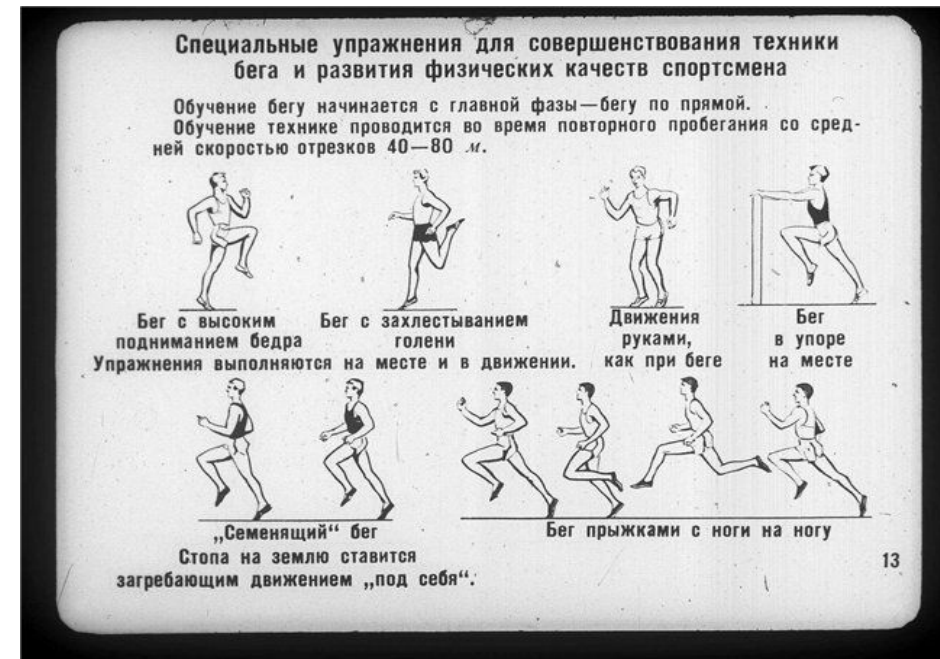 Специальные упражнения для совершенствования техники
бега и развития физических качеств спортсмена
Обучение бегу начинается с главной фазы—бегу по прямой.
Обучение технике проводится во время повторного пробегания со сред-
ней скоростью отрезков 40—80 м.
Бег с высоким
подниманием бедра
Бег с захлестыванием
голени
Упражнения выполняются на месте и в движении.
Движения
руками,
как при беге
Бег
в упоре
на месте
„Семенящий“ бег
Стопа на землю ставится
загребающим движением „под себя“.
Бег прыжками с ноги на ногу
13